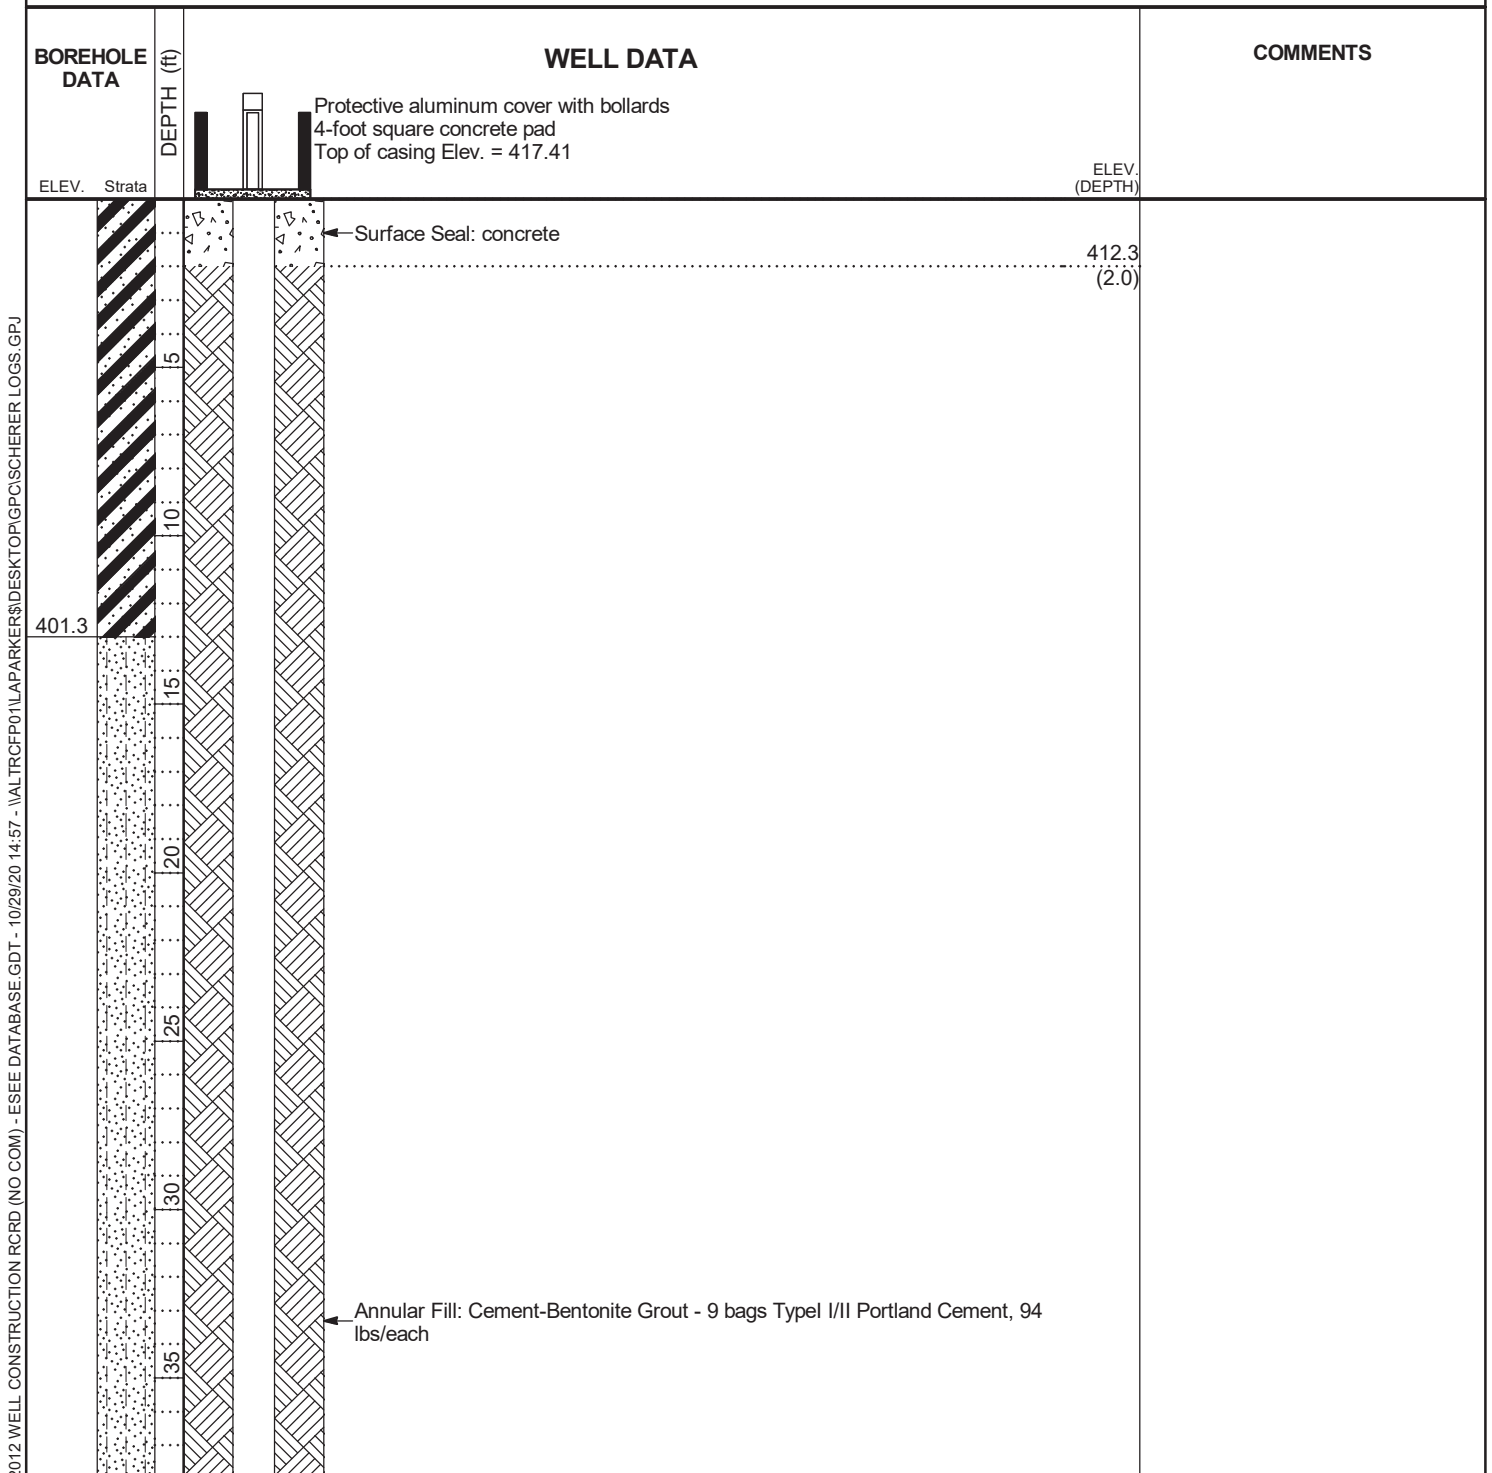 BOREHOLE
DATA
DEPTH (ft)
WELL DATA
COMMENTS
Protective aluminum cover with bollards
4-foot square concrete pad
Top of casing Elev. = 417.41
ELEV.
(DEPTH)
ELEV. Strata
Surface Seal: concrete
412.3
(2.0)
5
10
401.3
15
20
25
30
Annular Fill: Cement-Bentonite Grout - 9 bags TypeI I/II Portland Cement, 94
lbs/each
35
2012 WELL CONSTRUCTION RCRD (NO COM) - ESEE DATABASE.GDT - 10/29/20 14:57 - \\ALTRCFP01\LAPARKER$\DESKTOP\GPC\SCHERER LOGS.GPJ